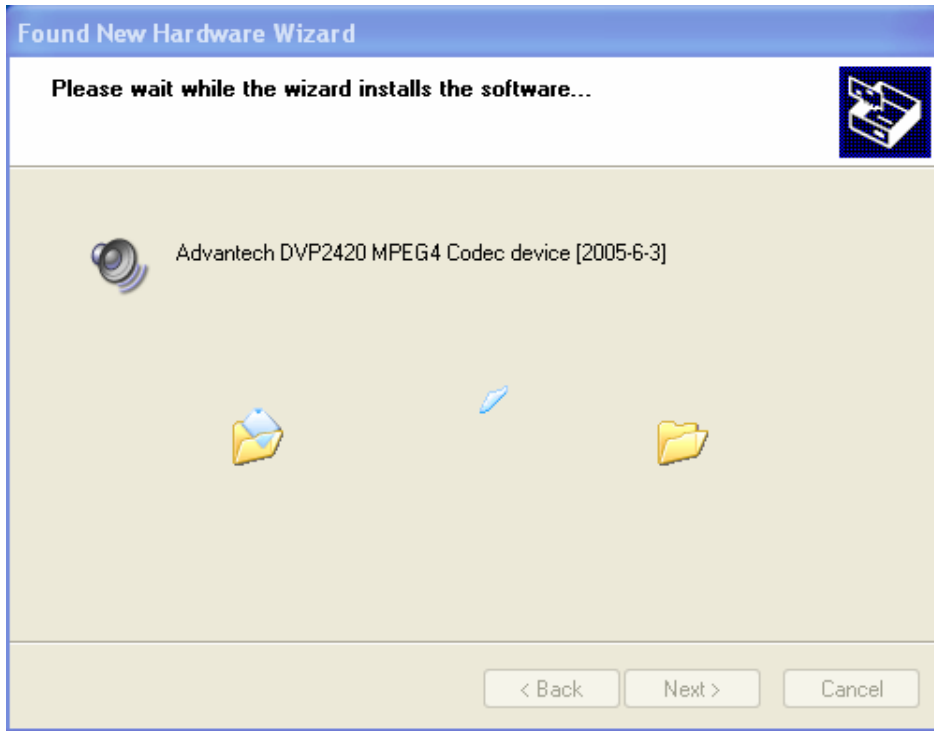 Found New Hardware Wizard
Please wait while the wizard installs the software...
Advantech DVP2420 MPEG4 Codec device [2005-6-3]
< Back Next > Cancel